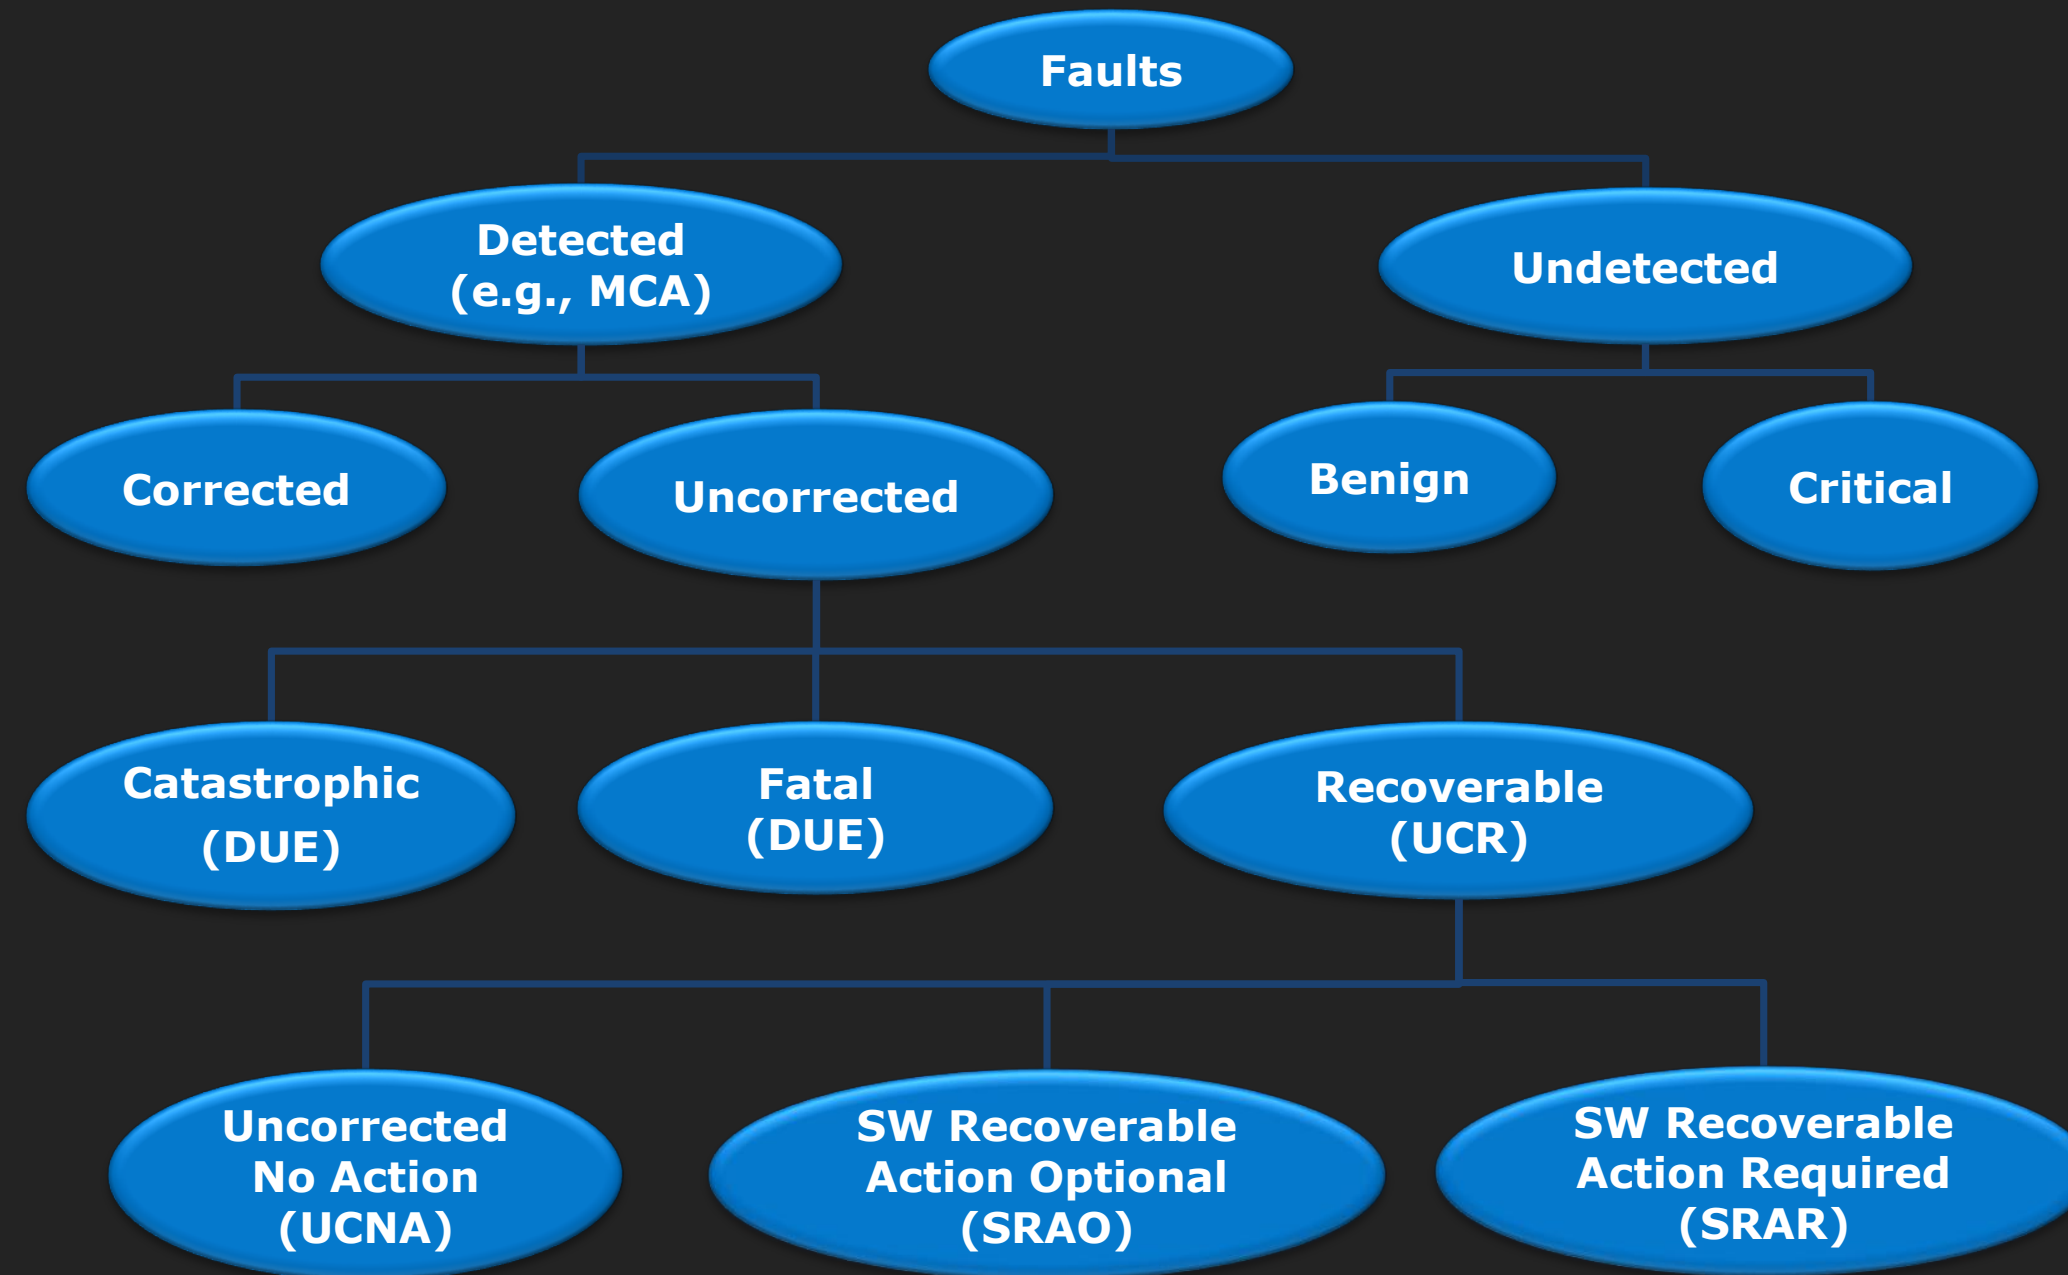 Faults
Detected
(e.g., MCA)
Undetected
Corrected
Uncorrected
Benign
Critical
Catastrophic
(DUE)
Fatal
(DUE)
Recoverable
(UCR)
Uncorrected
No Action
(UCNA)
SW Recoverable
Action Optional
(SRAO)
SW Recoverable
Action Required
(SRAR)